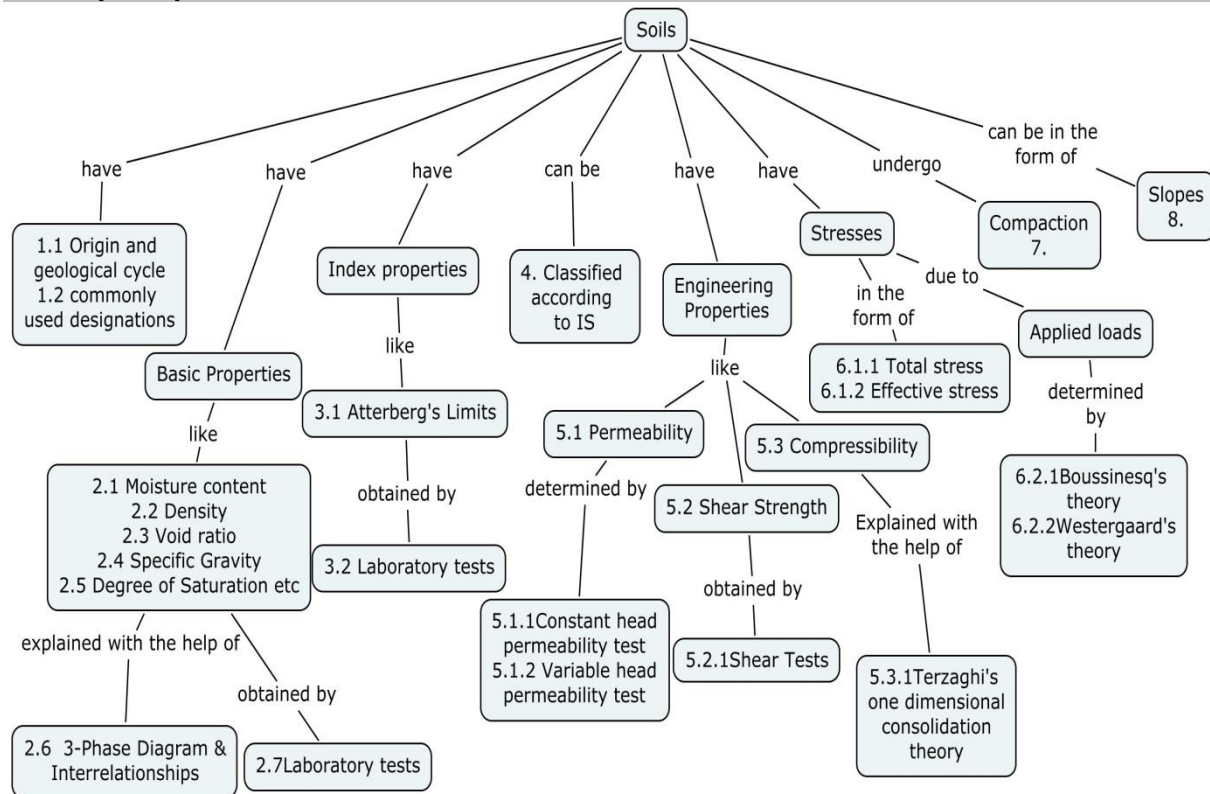 Soils
have
have
have
can be
have
have
undergo
can be in the
form of
1.1 Origin and
geological cycle
1.2 commonly
used designations
Index properties
4. Classified
according
to IS
Engineering
Properties
Stresses
Compaction
7.
Slopes
8.
in the
form of
due to
Basic Properties
like
like
6.1.1 Total stress
6.1.2 Effective stress
Applied loads
like
3.1 Atterberg's Limits
5.1 Permeability
5.3 Compressibility
determined
by
2.1 Moisture content
2.2 Density
2.3 Void ratio
2.4 Specific Gravity
2.5 Degree of Saturation etc
obtained by
determined by
5.2 Shear Strength
Explained with
the help of
6.2.1Boussinesq's
theory
6.2.2Westergaard's
theory
3.2 Laboratory tests
obtained by
explained with the help of
obtained by
5.1.1Constant head
permeability test
5.1.2 Variable head
permeability test
5.2.1Shear Tests
5.3.1Terzaghi's
one dimensional
consolidation
theory
2.6 3-Phase Diagram &
Interrelationships
2.7Laboratory tests